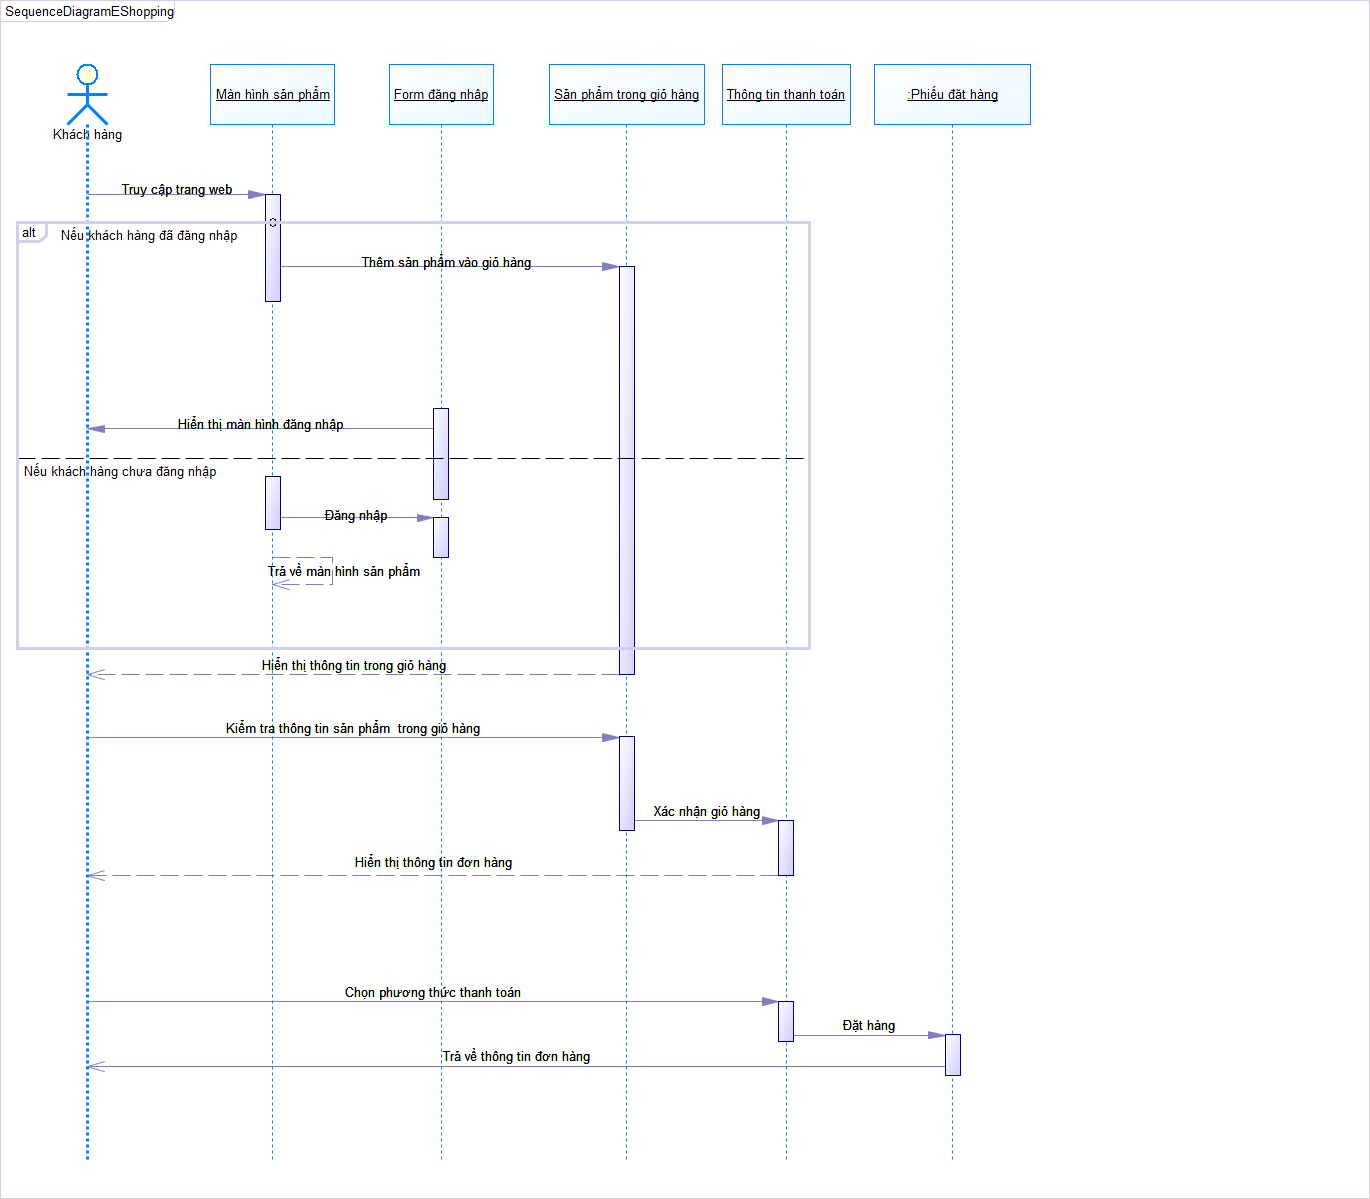 SequenceDiagramEShopping
Khách hàng
Màn hình sản phẩm
Form đăng nhâp
Sản phẩm trong giỏ hàng
Thông tin thanh toán
:Phiếu đăt hàng
Truy cập trang web
alt
Nếu khách hàng đã đăng nhập
Thêm sản phẩm vào giỏ hàng
Hiển thị màn hình đăng nhập
Nếu khách hàng chưa đăng nhập
Đăng nhập
Trả về màn hình sản phẩm
Hiển thị thông tin trong giỏ hàng
Kiểm tra thông tin sản phẩm  trong giỏ hàng
Xác nhận giỏ hàng
Hiển thị thông tin đơn hàng
Chọn phương thức thanh toán
Đặt hàng
Trả về thông tin đơn hàng